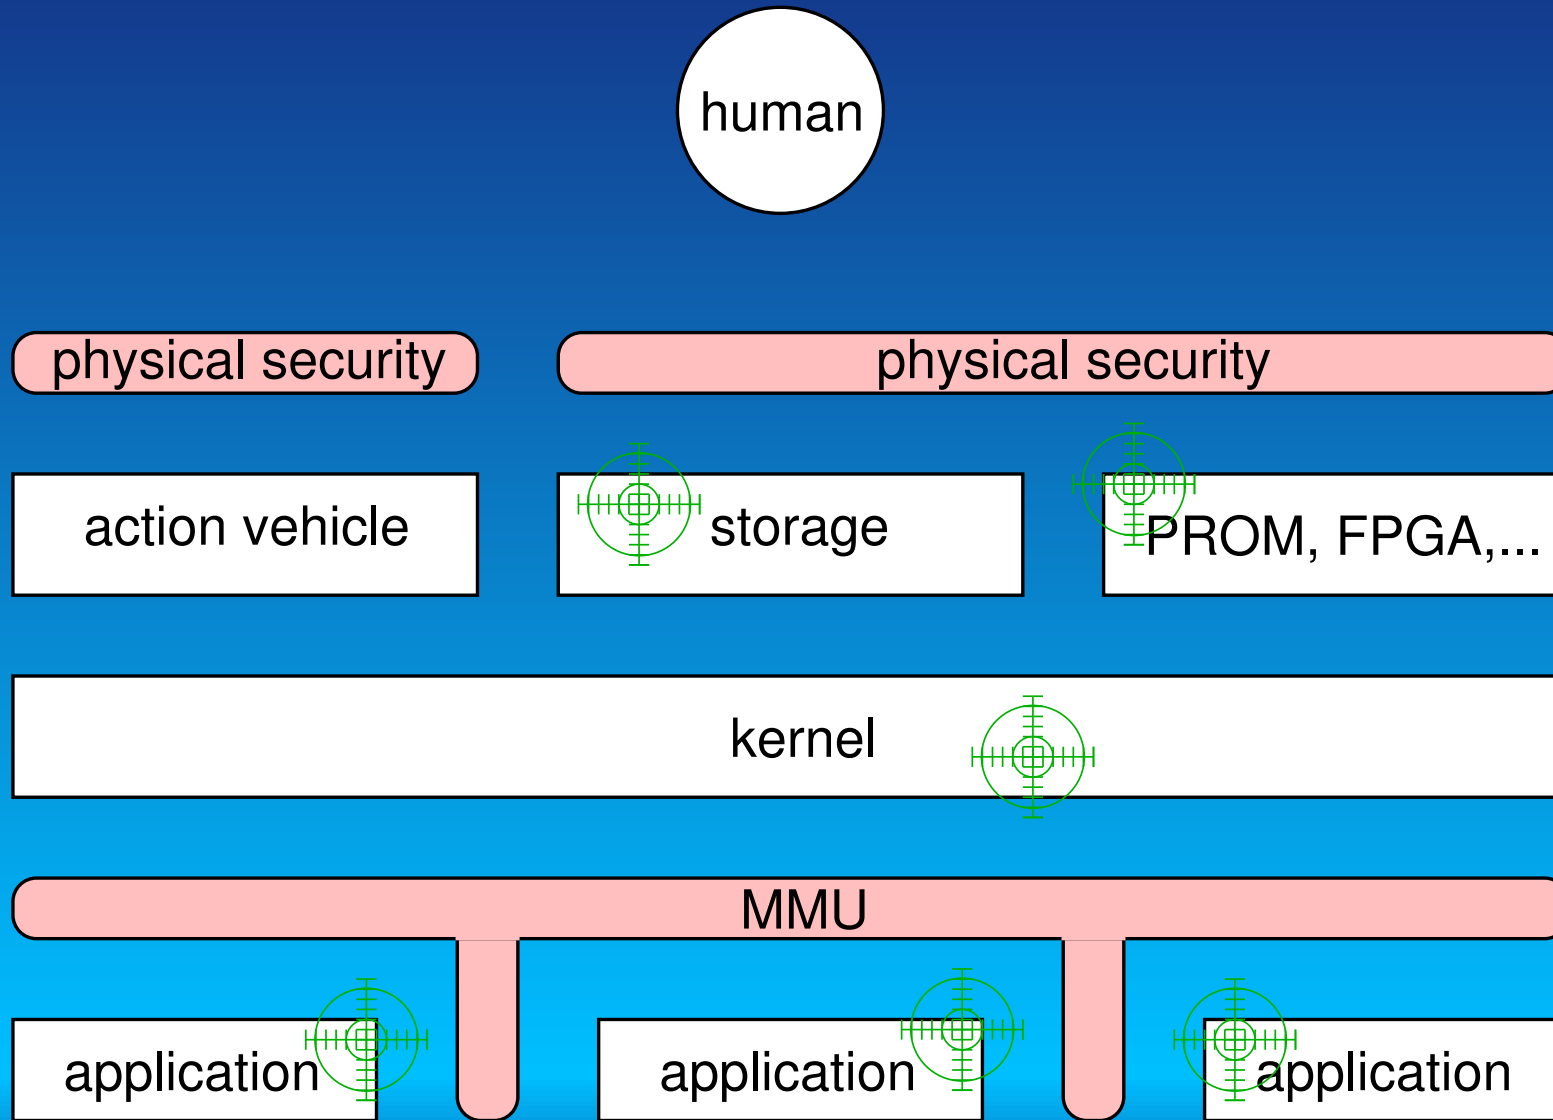 human
physical security
physical security
action vehicle
storage
PROM, FPGA,...
kernel
MMU
application
application
application